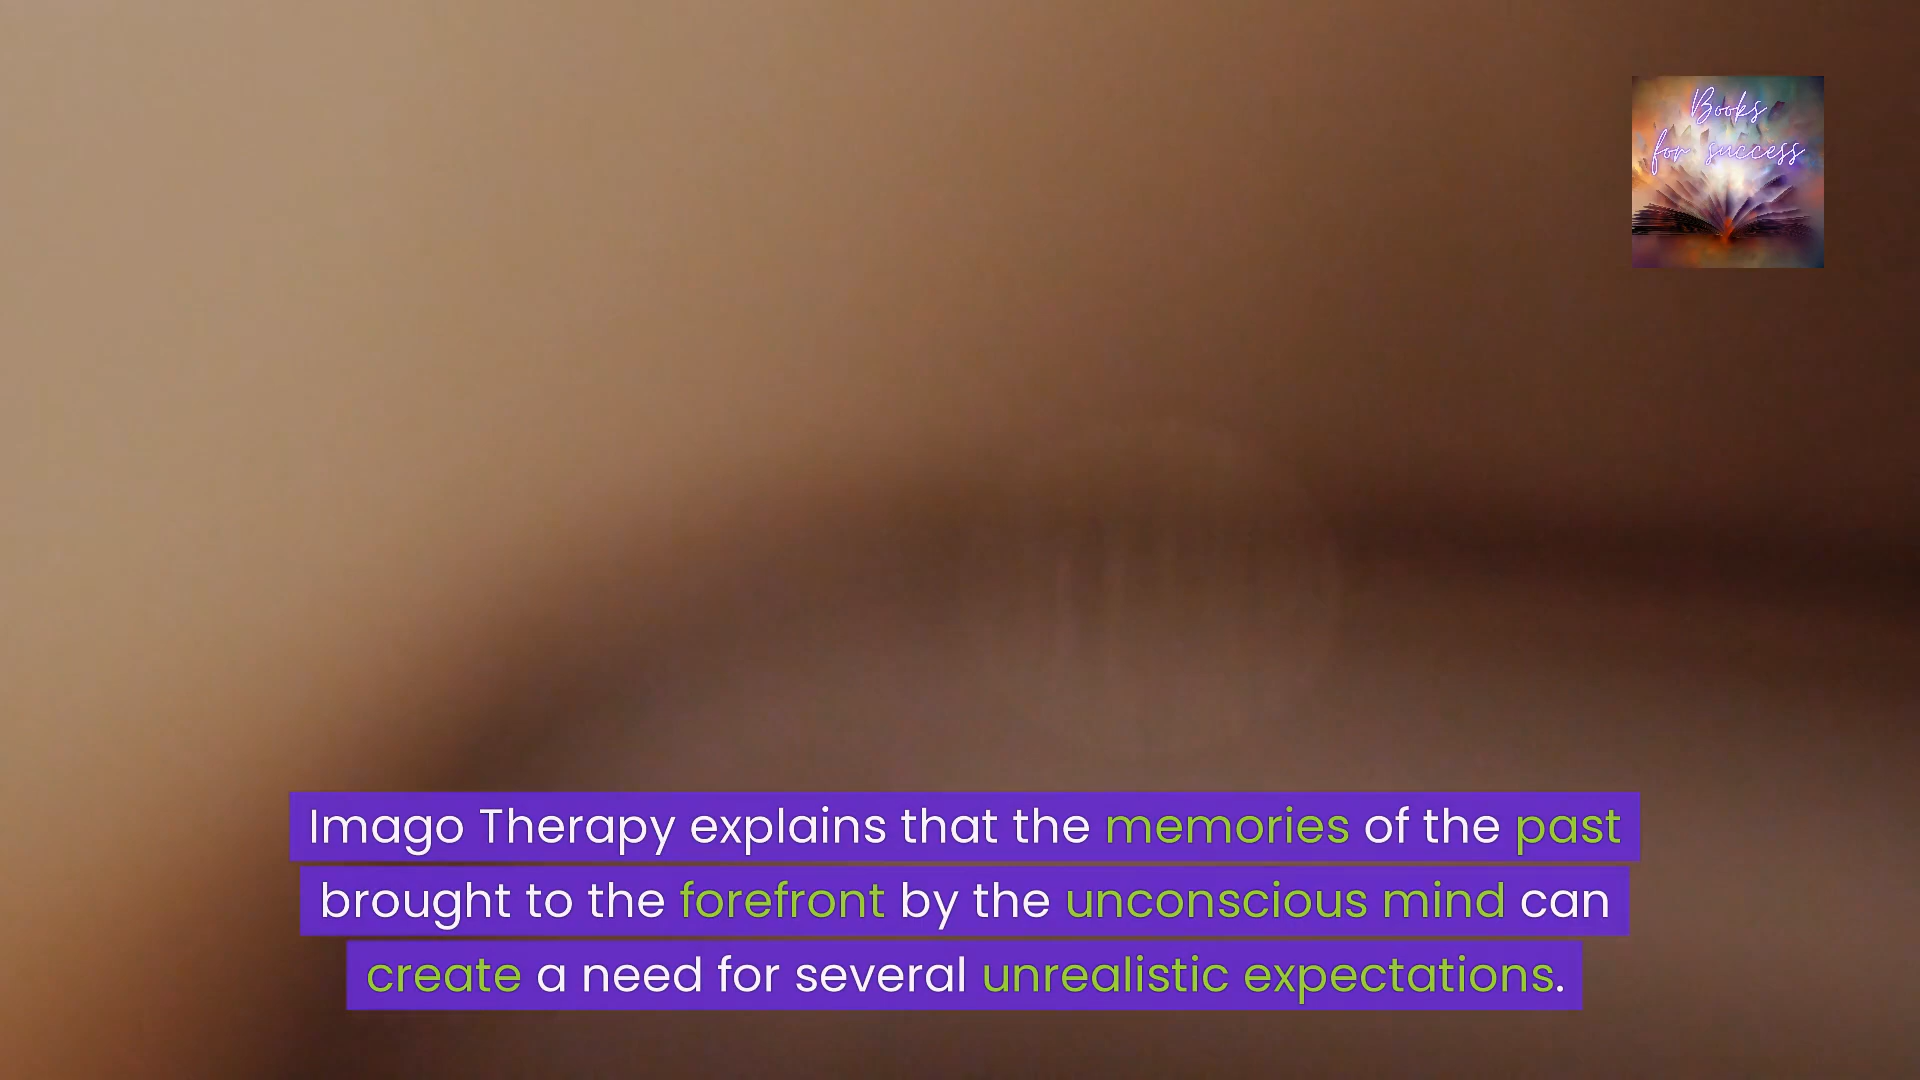 Books
for success
Imago Therapy explains that the memories of the past
brought to the forefront by the unconscious mind can
create a need for several unrealistic expectations.